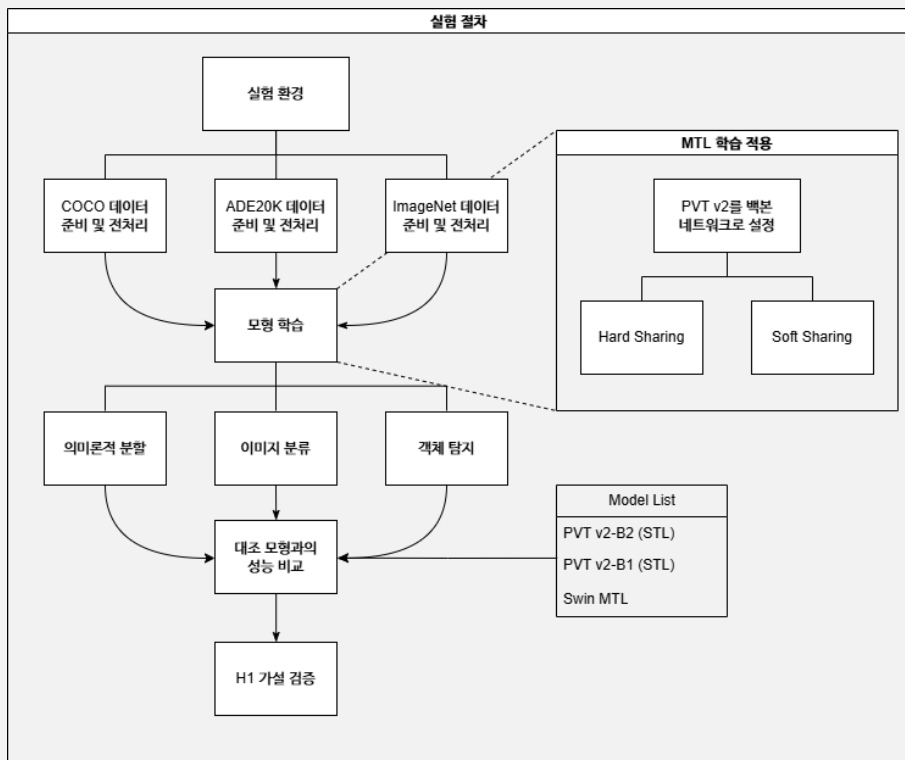 실험 절차
실험 환경
COCO 데이터
준비 및 전처리
ADE20K 데이터
준비 및 전처리
ImageNet 데이터
준비 및 전처리
MTL 학습 적용
PVT v2를 백본
네트워크로 설정
Hard Sharing
Soft Sharing
모형 학습
의미론적 분할
이미지 분류
객체 탐지
대조 모형과의
성능 비교
Model List
PVT v2-B2 (STL)
PVT v2-B1 (STL)
Swin MTL
H1 가설 검증